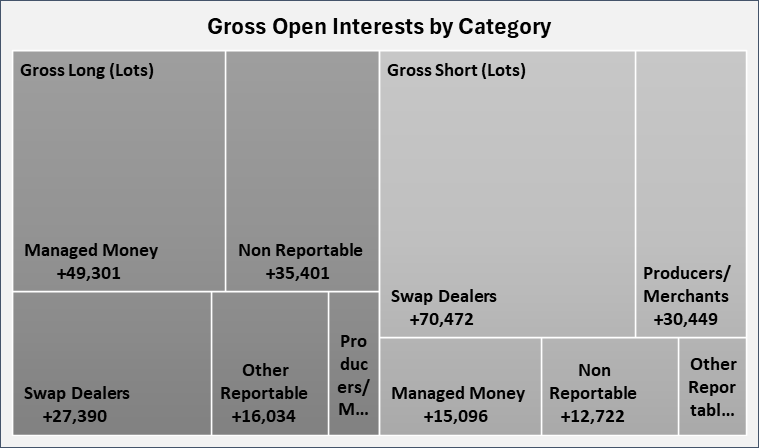 Gross Open Interests by Category
Gross Long (Lots)
Managed Money
+49,301
Non Reportable
+35,401
Swap Dealers
+27,390
Other
Reportable
+16,034
Pro
duc
ers/
M...
Gross Short (Lots)
Swap Dealers
+70,472
Producers/
Merchants
+30,449
Managed Money
+15,096
Non
Reportable
+12,722
Other
Repor
tabl...